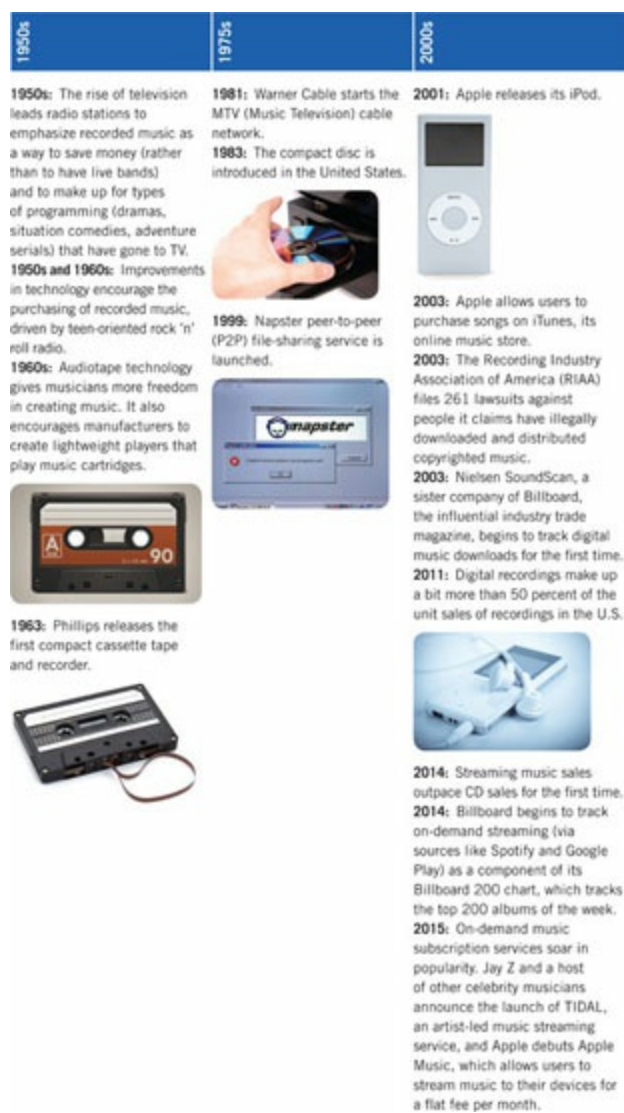 1950s
1950s: The rise of television
leads radio stations to
emphasize recorded music as
a way to save money (rather
than to have live bands)
and to make up for types
of programming (dramas,
situation comedies, adventure
serials) that have gone to TV.
1950s and 1960s: Improvements
in technology encourage the
purchasing of recorded music,
driven by teen-oriented rock 'n'
roll radio.
1960s: Audiotape technology
gives musicians more freedom
in creating music. It also
encourages manufacturers to
create lightweight players that
play music cartridges.
A
90
1963: Phillips releases the
first compact cassette tape
and recorder.
1975s
1981: Warner Cable starts the
MTV (Music Television) cable
network.
1983: The compact disc is
introduced in the United States.
1999: Napster peer-to-peer
(P2P) file-sharing service is
launched.
napster
2000s
2001: Apple releases its iPod.
2003: Apple allows users to
purchase songs on iTunes, its
online music store.
2003: The Recording Industry
Association of America (RIAA)
files 261 lawsuits against
people it claims have illegally
downloaded and distributed
copyrighted music.
2003: Nielsen SoundScan, a
sister company of Billboard,
the influential industry trade
magazine, begins to track digital
music downloads for the first time.
2011: Digital recordings make up
a bit more than 50 percent of the
unit sales of recordings in the U.S.
2014: Streaming music sales
outpace CD sales for the first time.
2014: Billboard begins to track
on-demand streaming (via
sources like Spotify and Google
Play) as a component of its
Billboard 200 chart, which tracks
the top 200 albums of the week.
2015: On-demand music
subscription services soar in
popularity. Jay Z and a host
of other celebrity musicians
announce the launch of TIDAL,
an artist-led music streaming
service, and Apple debuts Apple
Music, which allows users to
stream music to their devices for
a flat fee per month.